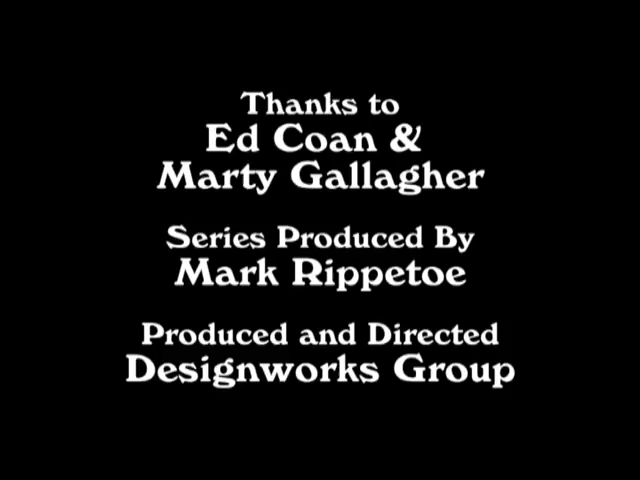 Thanks to
Ed Coan &
Marty Gallagher
Series Produced By
Mark Rippetoe
Produced and Directed
Designworks Group